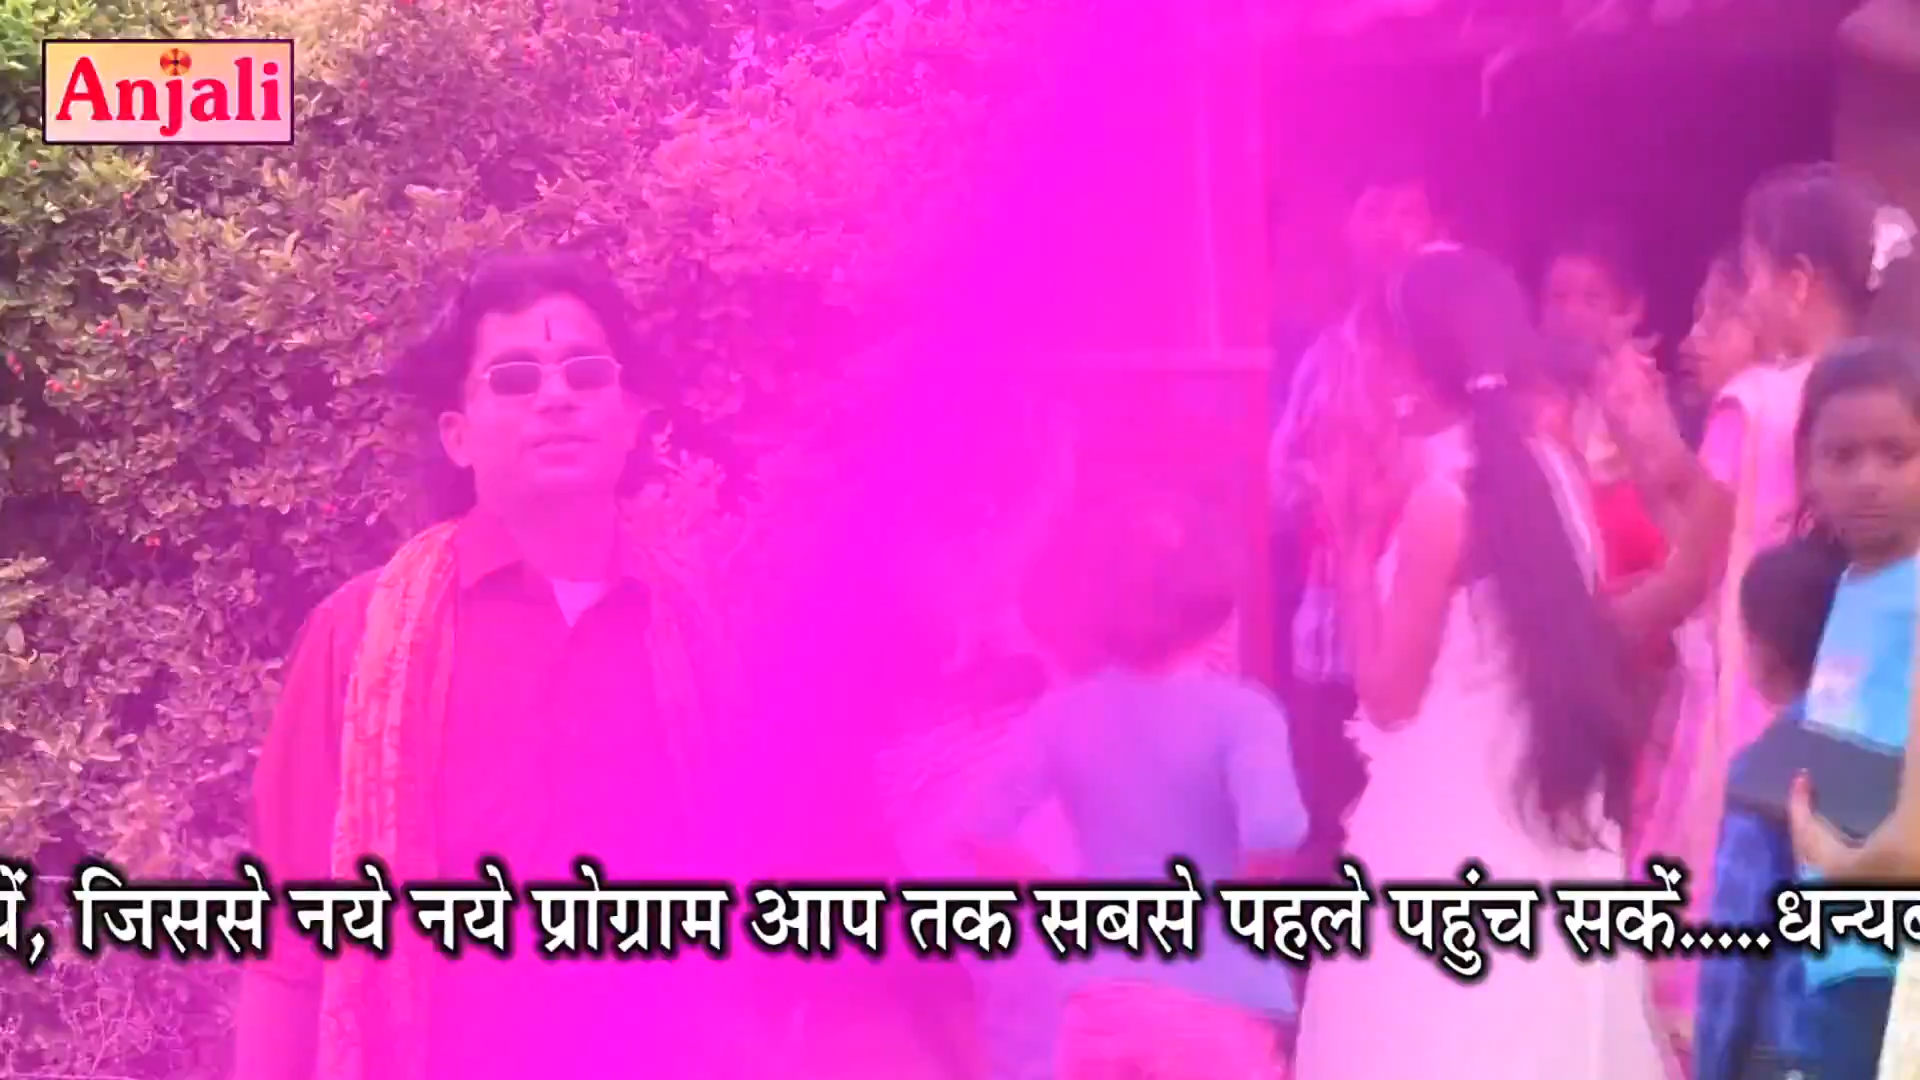 Anjali
जिससे नये नये प्रोग्राम आप तक सबसे पहले पहुंच सकें.....